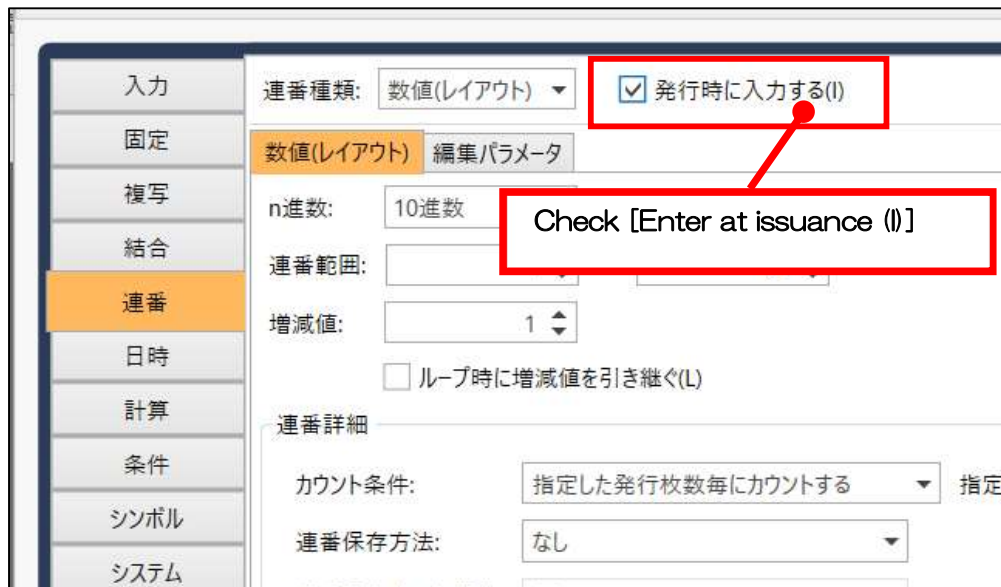 入力
固定
複写
結合
連番
日時
計算
条件
シンボル
システム
連番種類: 数値(レイアウト) 発行時に入力する(I)
数値(レイアウト) 編集パラメータ
n進数: 10進数
Check [Enter at issuance (I)]
連番範囲:
増減値: 1
ループ時に増減値を引き継ぐ(L)
連番詳細
カウント条件: 指定した発行枚数毎にカウントする 指定
連番保存方法: なし